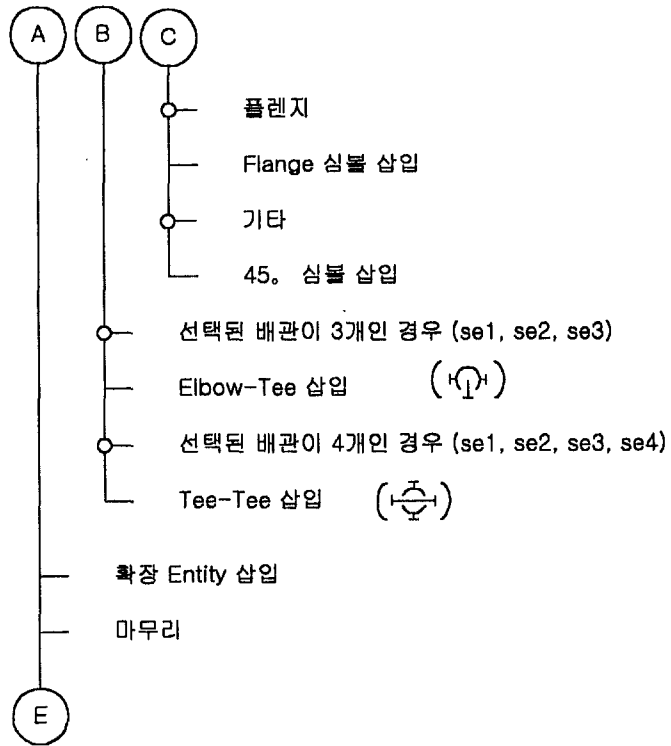 A B C
플렌지
Flange 심볼 삽입
기타
45。 심볼 삽입
선택된 배관이 3개인 경우 (se1, se2, se3)
Elbow-Tee 삽입
선택된 배관이 4개인 경우 (se1, se2, se3, se4)
Tee-Tee 삽입
확장 Entity 삽입
마무리
E